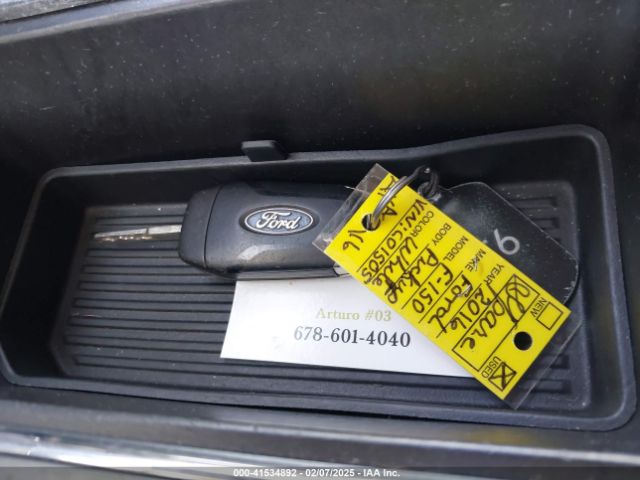 Ford
Arturo #03
678-601-4040
NEW
USED
YEAR 2016
MAKE Ford
MODEL F-150
BODY Pickup
COLOR White
VIN: C01505
6
000-41534892 — 02/07/2025 — IAA Inc.